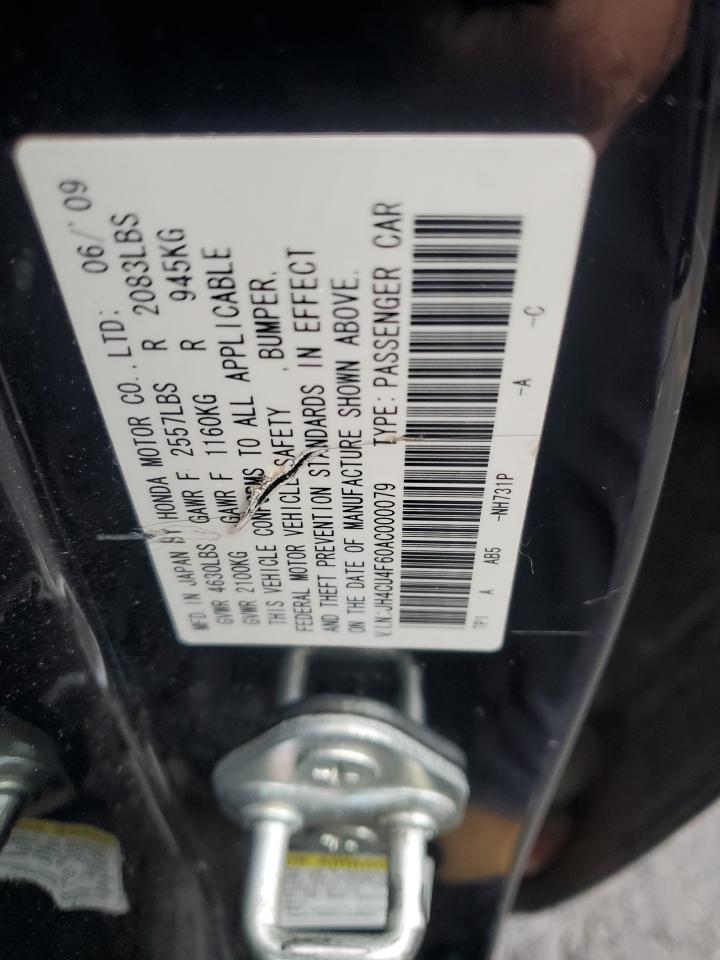 MFD. IN JAPAN BY HONDA MOTOR CO., LTD: 06/'09
GVWR 4630LBS GAWR F 2557LBS R 2083LBS
GVWR 2100KG GAWR F 1160KG R 945KG
THIS VEHICLE CONFORMS TO ALL APPLICABLE
FEDERAL MOTOR VEHICLE SAFETY , BUMPER,
AND THEFT PREVENTION STANDARDS IN EFFECT
ON THE DATE OF MANUFACTURE SHOWN ABOVE.
V.I.N:JH4CU4F60AC000079 TYPE: PASSENGER CAR
TP1 A AB5 -NH731P -A -C